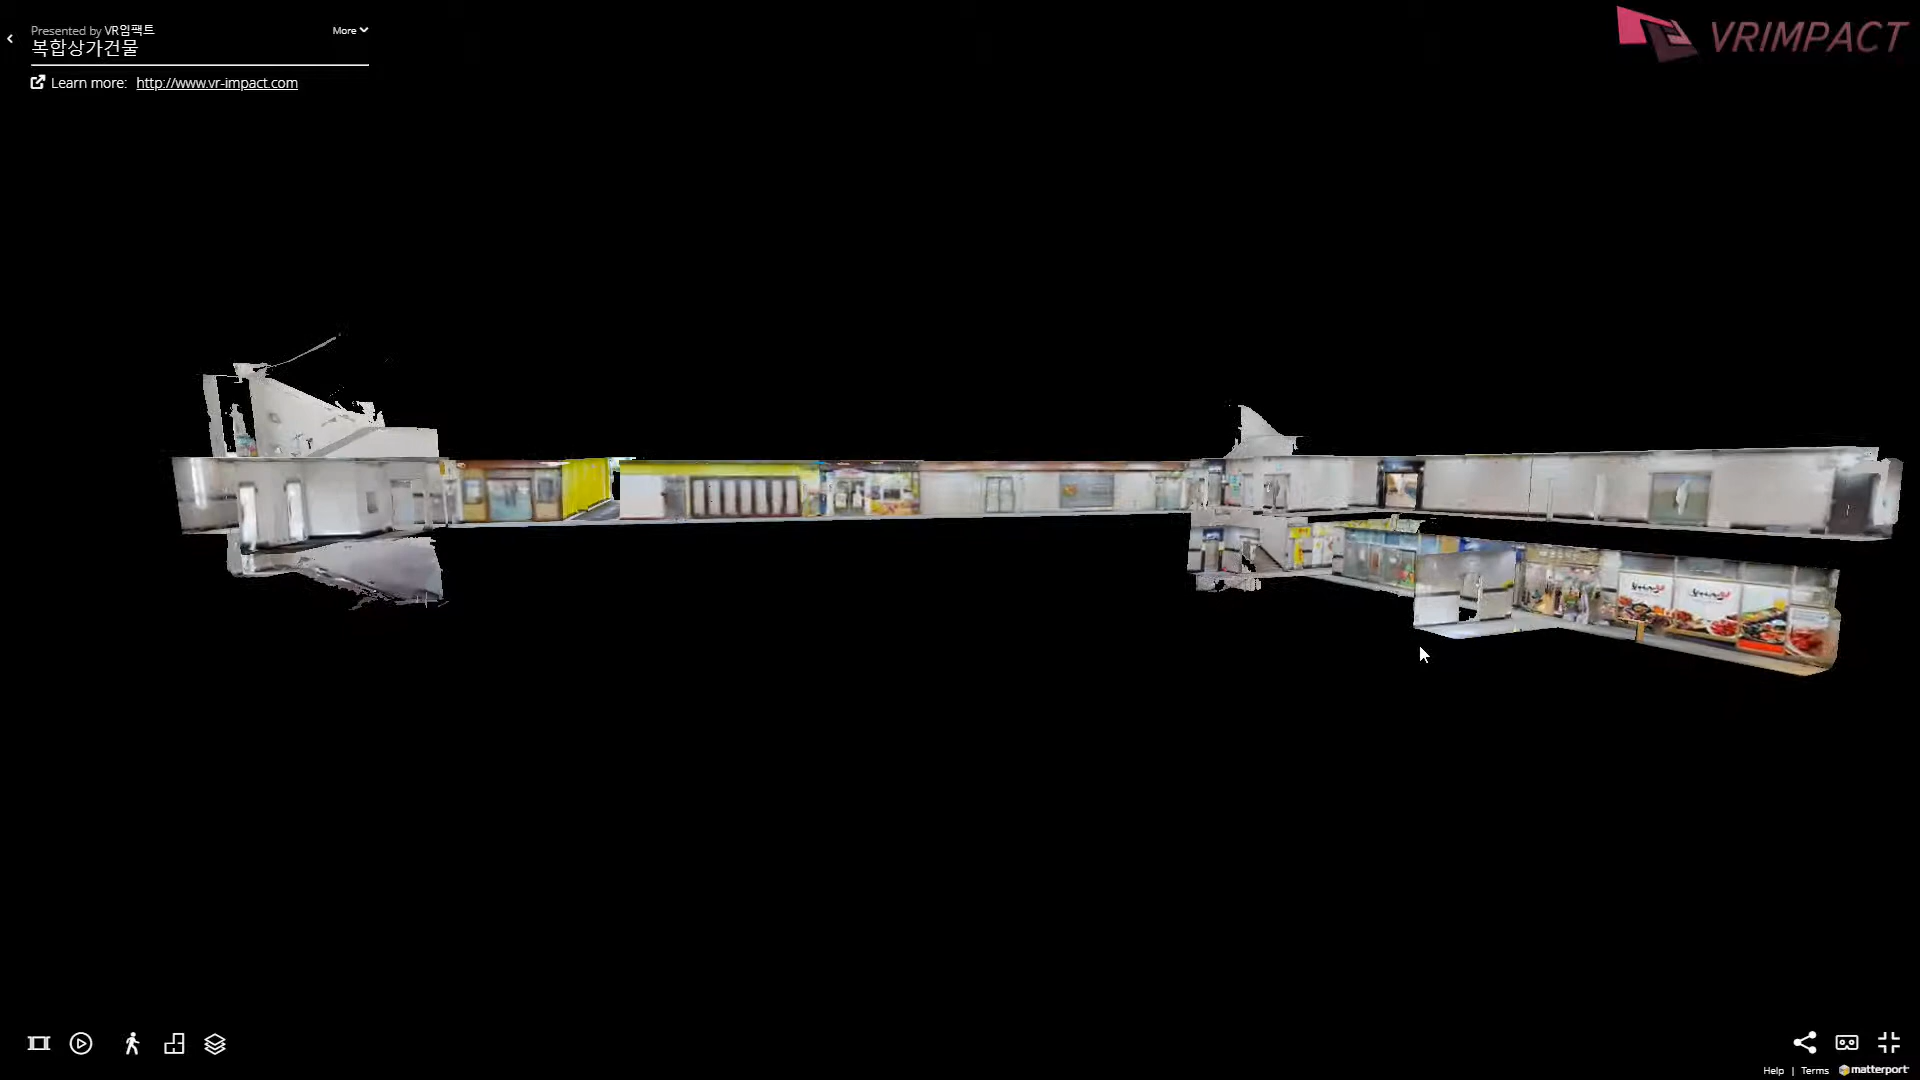 Presented by VR임팩트
More
복합상가건물
Learn more: http://www.vr-impact.com
VRIMPACT
Help | Terms
matterport